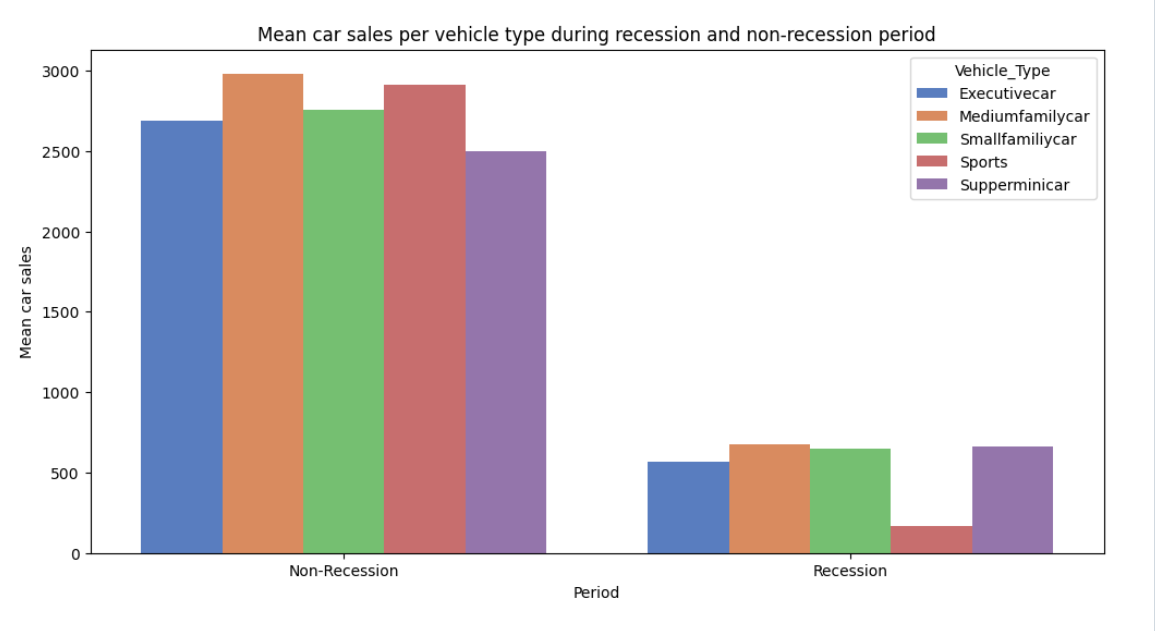 Mean car sales per vehicle type during recession and non-recession period
Vehicle_Type
Executivecar
Mediumfamilycar
Smallfamiliycar
Sports
Supperminicar
3000
2500
2000
1500
1000
500
0
Mean car sales
Non-Recession
Recession
Period